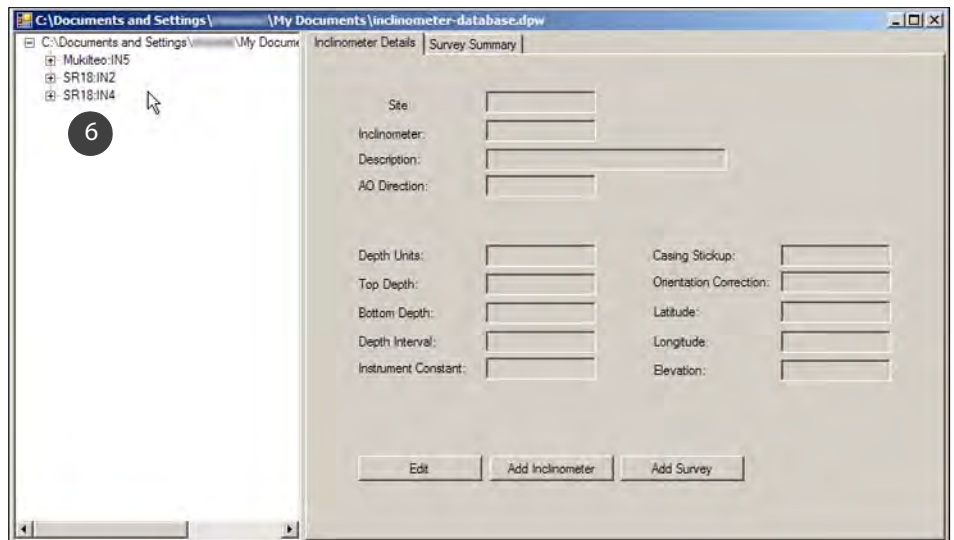 C:\Documents and Settings\ \My Documents\inclinometer-database.dpw
C:\Documents and Settings\ \My Docume
Mukilteo:IN5
SR18:IN2
SR18:IN4
6
Inclinometer Details
Survey Summary
Site
Inclinometer:
Description:
AO Direction:
Depth Units:
Top Depth:
Bottom Depth:
Depth Interval:
Instrument Constant:
Casing Stickup:
Orientation Correction:
Latitude:
Longitude:
Elevation:
Edit
Add Inclinometer
Add Survey